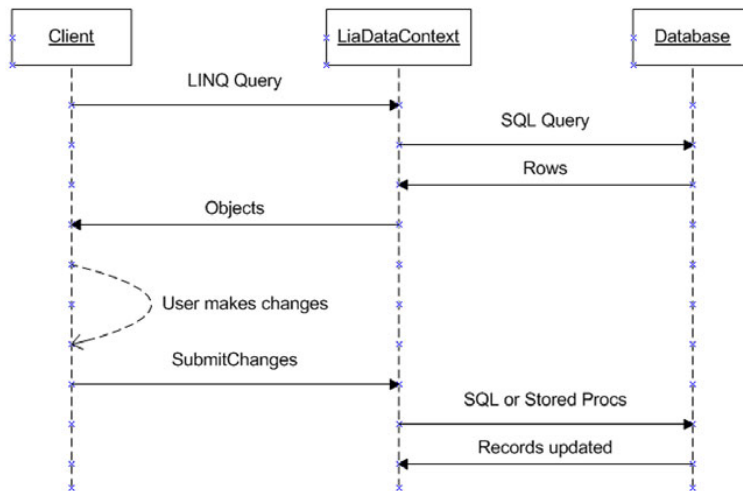 Client
LiaDataContext
Database
LINQ Query
SQL Query
Rows
Objects
User makes changes
SubmitChanges
SQL or Stored Procs
Records updated